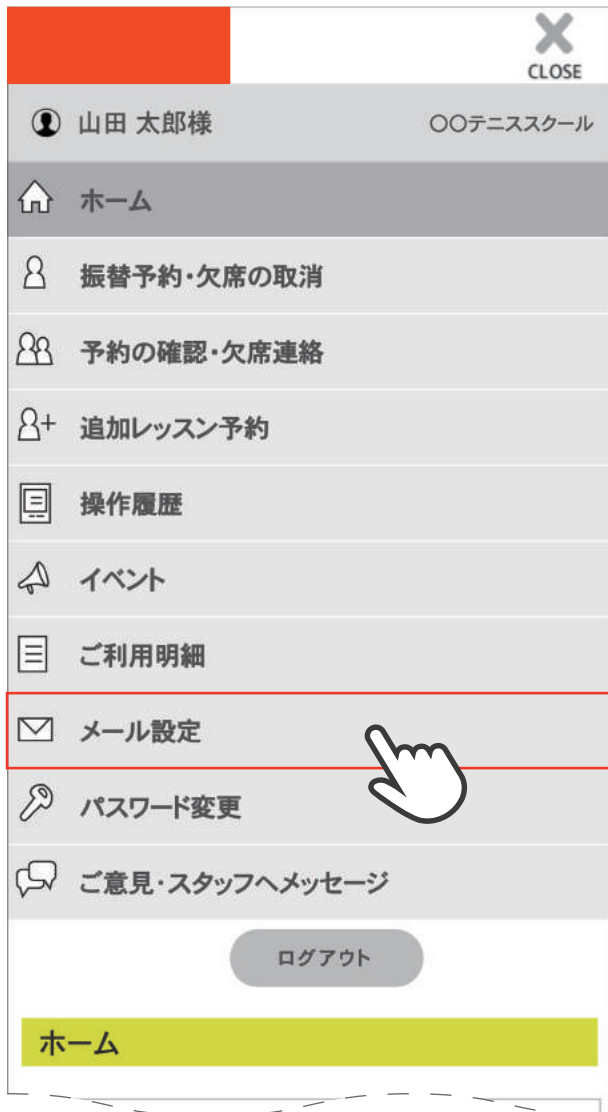 CLOSE
山田 太郎様 〇〇テニススクール
ホーム
振替予約・欠席の取消
予約の確認・欠席連絡
追加レッスン予約
操作履歴
イベント
ご利用明細
メール設定
パスワード変更
ご意見・スタッフへメッセージ
ログアウト
ホーム